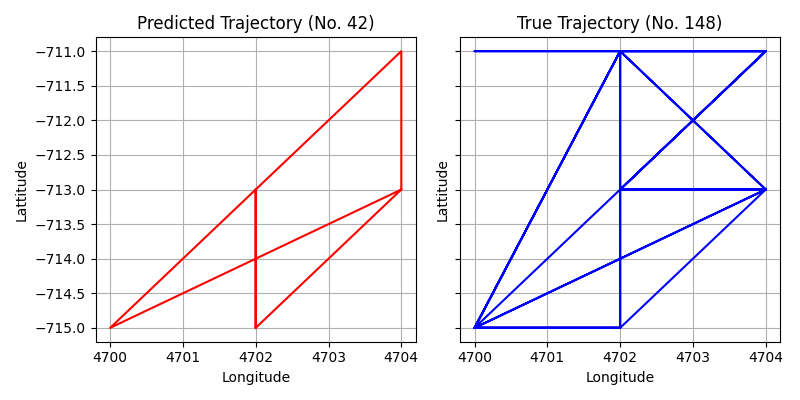 Predicted Trajectory (No. 42)
True Trajectory (No. 148)
−711.0
−711.5
−712.0
−712.5
−713.0
−713.5
−714.0
−714.5
−715.0
Lattitude
Lattitude
4700 4701 4702 4703 4704
4700 4701 4702 4703 4704
Longitude
Longitude